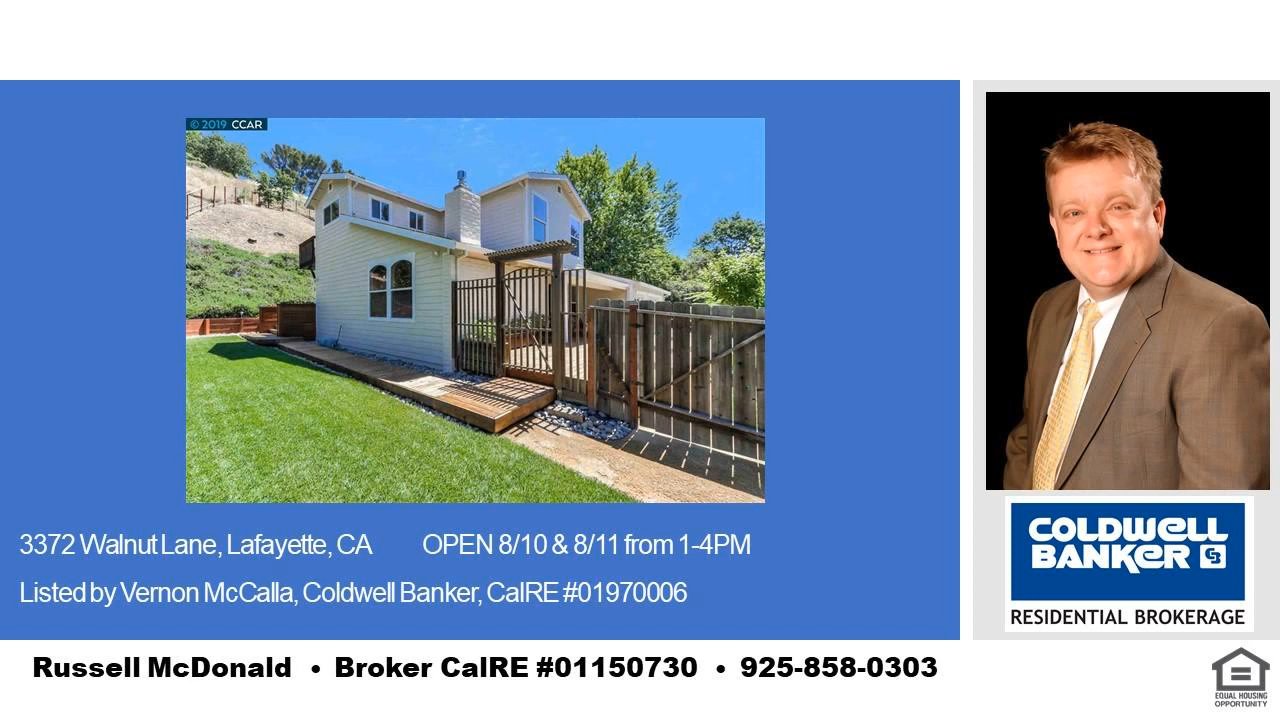 © 2019 CCAR
3372 Walnut Lane, Lafayette, CA OPEN 8/10 & 8/11 from 1-4PM
Listed by Vernon McCalla, Coldwell Banker, CalRE #01970006
COLDWELL
BANKER CB
RESIDENTIAL BROKERAGE
Russell McDonald • Broker CalRE #01150730 • 925-858-0303
EQUAL HOUSING
OPPORTUNITY